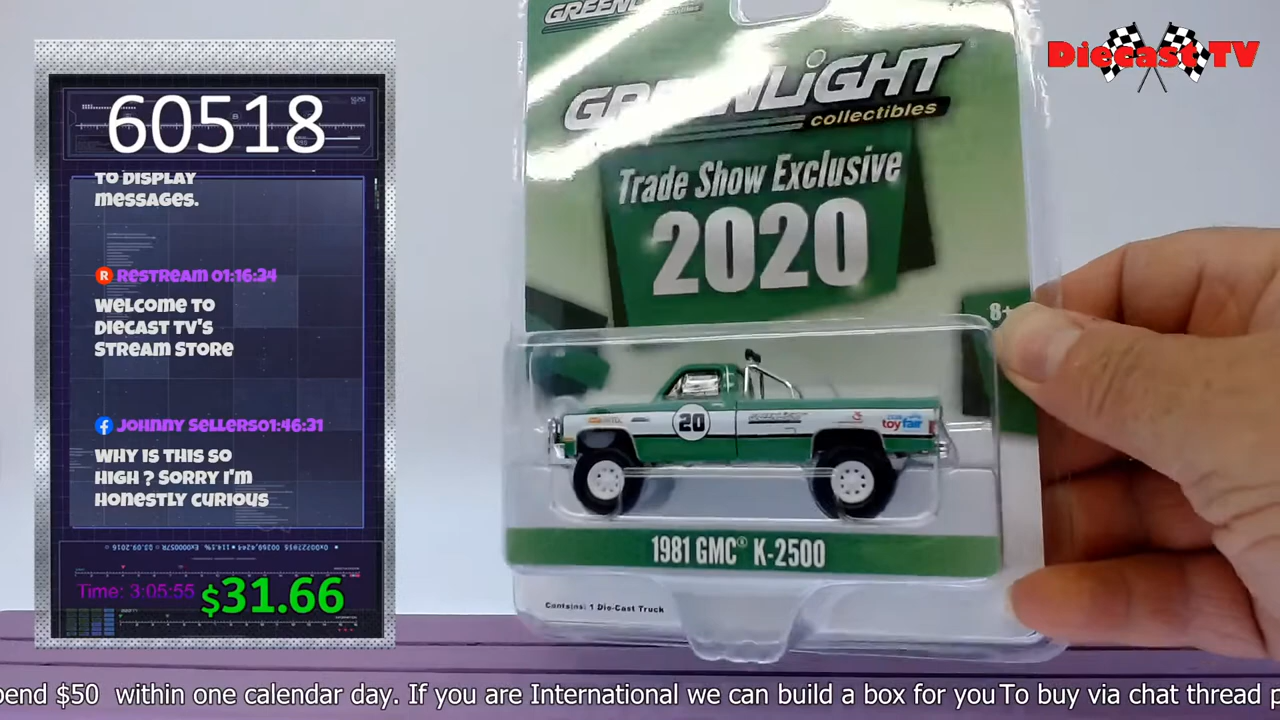 60518
TO DISPLAY
MESSAGES.
RESTREAM 01:16:34
WELCOME TO
DIECAST TV'S
STREAM STORE
JOHNNY SELLERS01:46:31
WHY IS THIS SO
HIGH ? SORRY I'M
HONESTLY CURIOUS
Time: 3:05:55
$31.66
GREENLIGHT
collectibles
Trade Show Exclusive
2020
8+
20
toy fair
1981 GMC® K-2500
Contains: 1 Die-Cast Truck
Diecast TV
pend $50 within one calendar day. If you are International we can build a box for you To buy via chat thread p